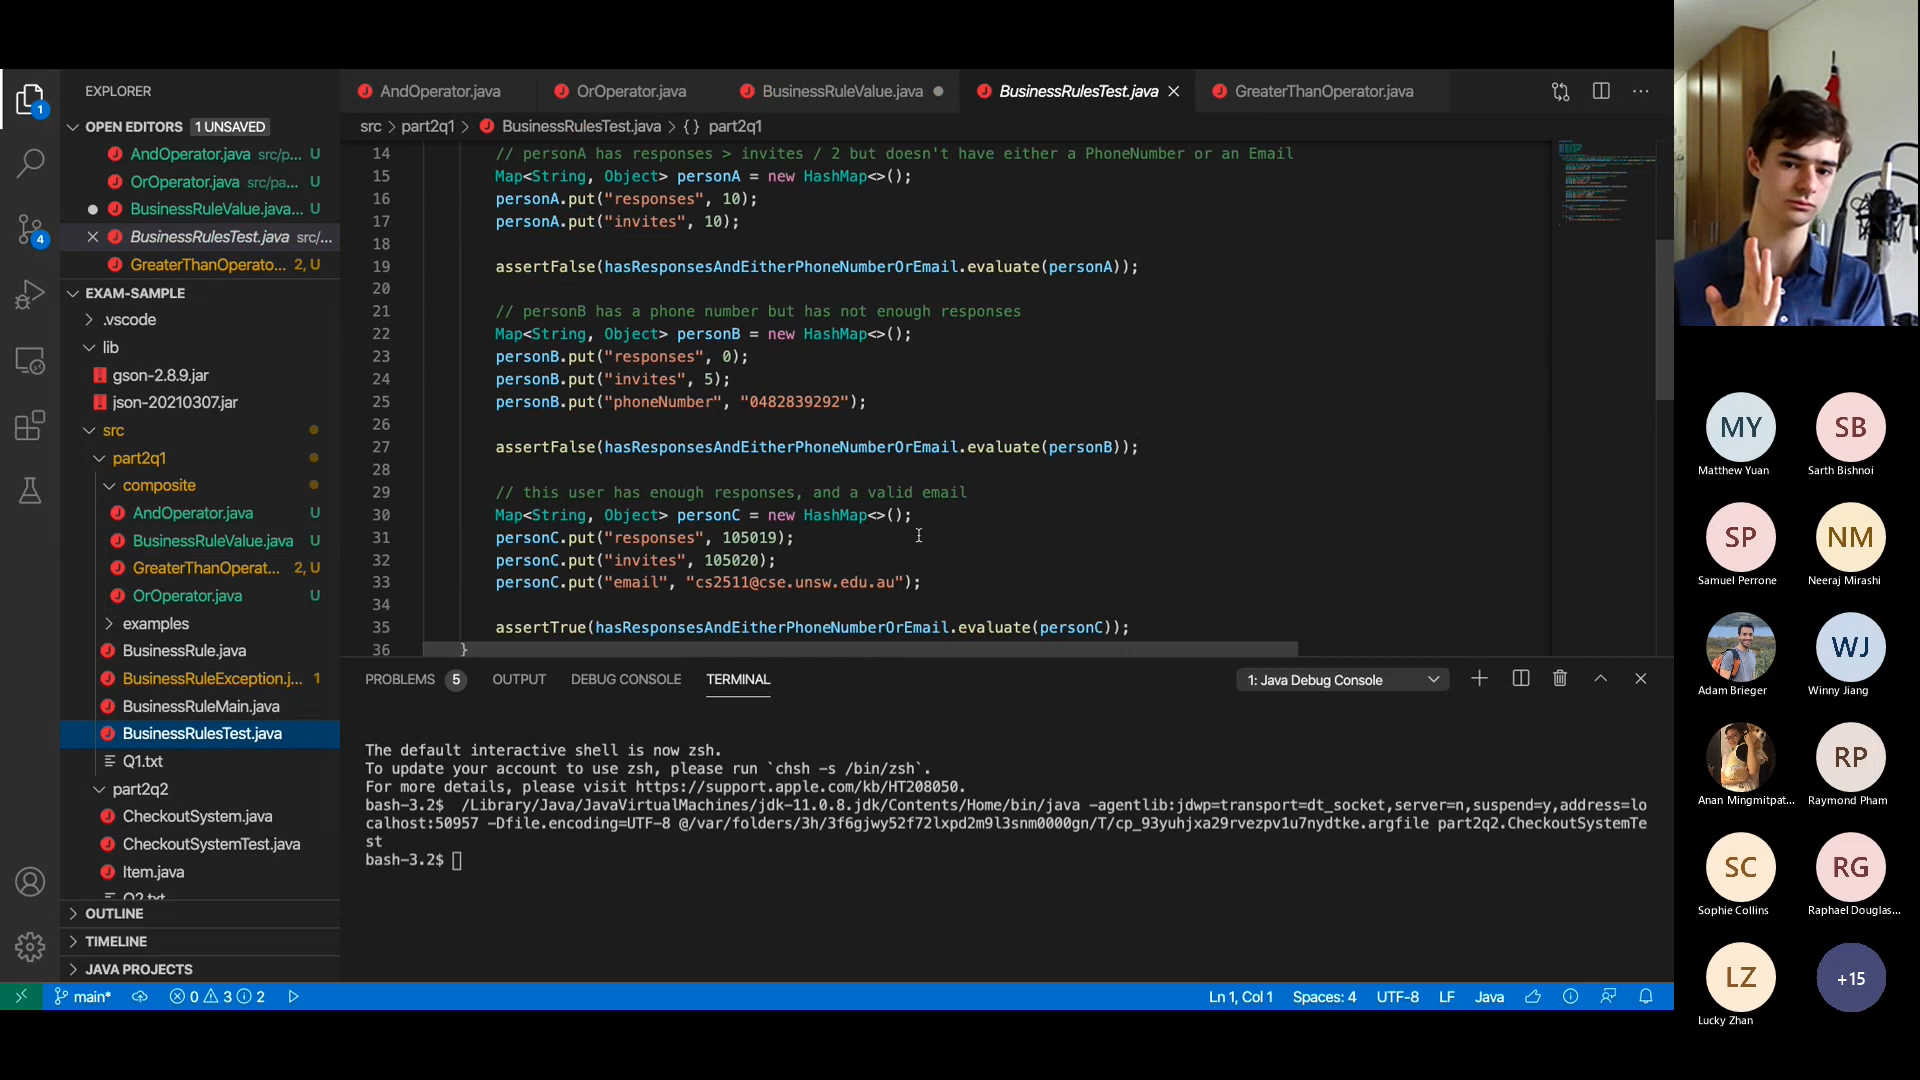 EXPLORER
OPEN EDITORS 1 UNSAVED
AndOperator.java src/p... U
OrOperator.java src/pa... U
BusinessRuleValue.java... U
BusinessRulesTest.java src/...
GreaterThanOperato... 2, U
EXAM-SAMPLE
.vscode
lib
gson-2.8.9.jar
json-20210307.jar
src
part2q1
composite
AndOperator.java U
BusinessRuleValue.java U
GreaterThanOperat... 2, U
OrOperator.java U
examples
BusinessRule.java
BusinessRuleException.j... 1
BusinessRuleMain.java
BusinessRulesTest.java
Q1.txt
part2q2
CheckoutSystem.java
CheckoutSystemTest.java
Item.java
Q2.txt
OUTLINE
TIMELINE
JAVA PROJECTS
1
4
AndOperator.java OrOperator.java BusinessRuleValue.java BusinessRulesTest.java GreaterThanOperator.java
src > part2q1 > BusinessRulesTest.java > {} part2q1
14 // personA has responses > invites / 2 but doesn't have either a PhoneNumber or an Email
15 Map<String, Object> personA = new HashMap<>();
16 personA.put("responses", 10);
17 personA.put("invites", 10);
18
19 assertFalse(hasResponsesAndEitherPhoneNumberOrEmail.evaluate(personA));
20
21 // personB has a phone number but has not enough responses
22 Map<String, Object> personB = new HashMap<>();
23 personB.put("responses", 0);
24 personB.put("invites", 5);
25 personB.put("phoneNumber", "0482839292");
26
27 assertFalse(hasResponsesAndEitherPhoneNumberOrEmail.evaluate(personB));
28
29 // this user has enough responses, and a valid email
30 Map<String, Object> personC = new HashMap<>();
31 personC.put("responses", 105019);
32 personC.put("invites", 105020);
33 personC.put("email", "cs2511@cse.unsw.edu.au");
34
35 assertTrue(hasResponsesAndEitherPhoneNumberOrEmail.evaluate(personC));
36 }
PROBLEMS 5 OUTPUT DEBUG CONSOLE TERMINAL 1: Java Debug Console
The default interactive shell is now zsh.
To update your account to use zsh, please run `chsh -s /bin/zsh`.
For more details, please visit https://support.apple.com/kb/HT208050.
bash-3.2$ /Library/Java/JavaVirtualMachines/jdk-11.0.8.jdk/Contents/Home/bin/java -agentlib:jdwp=transport=dt_socket,server=n,suspend=y,address=lo
calhost:50957 -Dfile.encoding=UTF-8 @/var/folders/3h/3f6gjwy52f72lxpd2m9l3snm0000gn/T/cp_93yuhjxa29rvezpv1u7nydtke.argfile part2q2.CheckoutSystemTe
st
bash-3.2$
main* 0 3 2 Ln 1, Col 1 Spaces: 4 UTF-8 LF Java
MY SB
Matthew Yuan Sarth Bishnoi
SP NM
Samuel Perrone Neeraj Mirashi
WJ
Adam Brieger Winny Jiang
RP
Anan Mingmitpat... Raymond Pham
SC RG
Sophie Collins Raphael Douglas...
LZ +15
Lucky Zhan